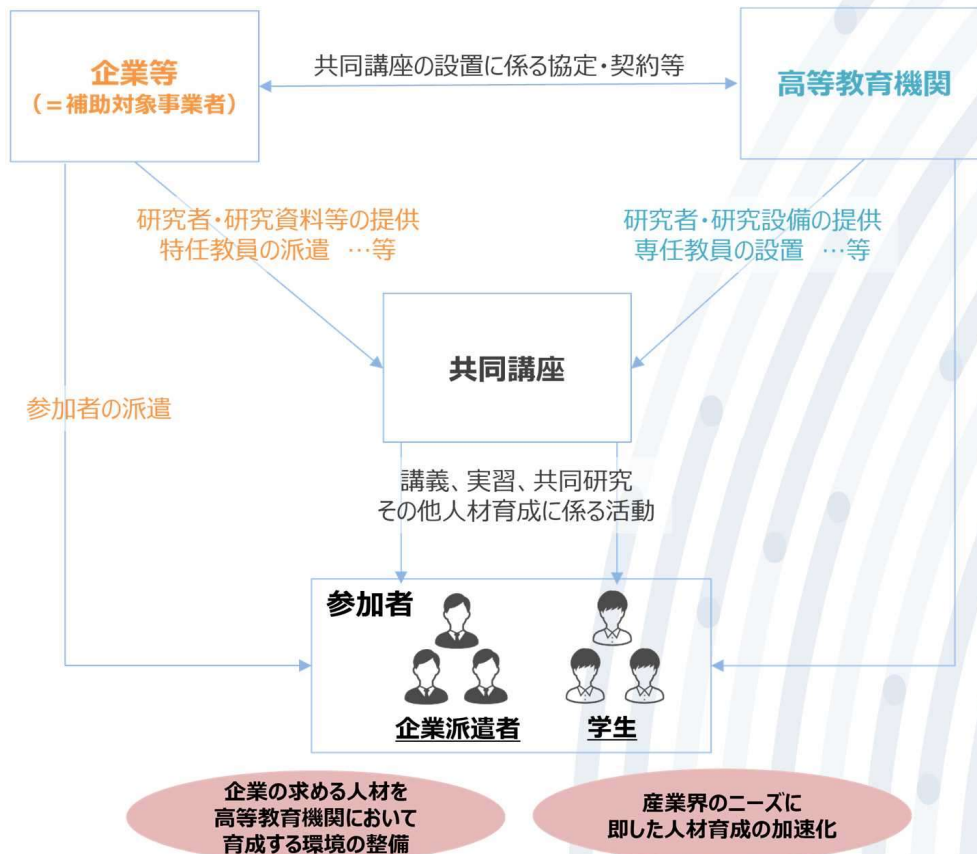 企業等
（＝補助対象事業者）
共同講座の設置に係る協定・契約等
高等教育機関
研究者・研究資料等の提供
特任教員の派遣 …等
研究者・研究設備の提供
専任教員の設置 …等
共同講座
参加者の派遣
講義、実習、共同研究
その他人材育成に係る活動
参加者
企業派遣者
学生
企業の求める人材を
高等教育機関において
育成する環境の整備
産業界のニーズに
即した人材育成の加速化